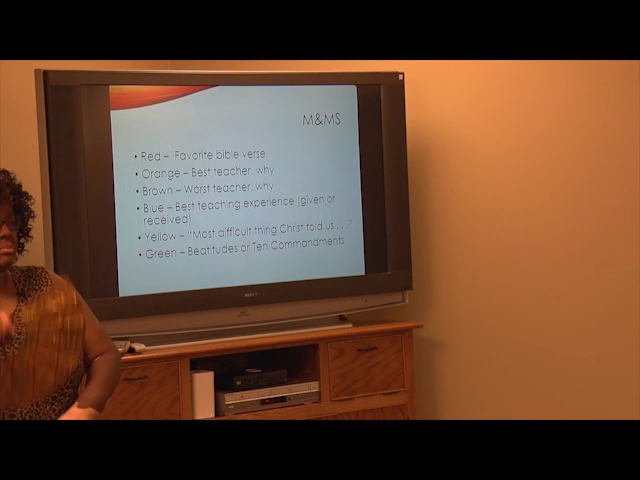 M&MS
• Red – Favorite bible verse
• Orange – Best teacher, why
• Brown – Worst teacher, why
• Blue – Best teaching experience (given or
received)
• Yellow – "Most difficult thing Christ told us . . ."
• Green – Beatitudes or Ten Commandments
SONY